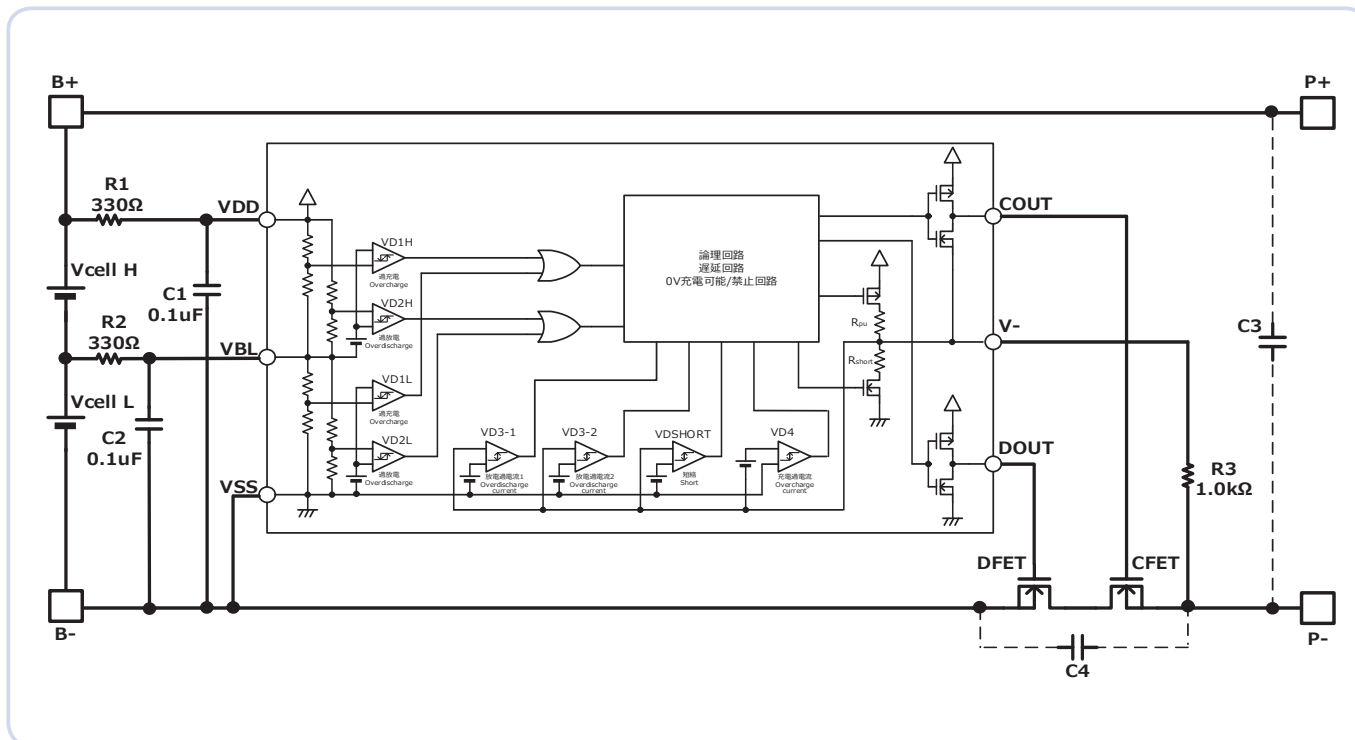 B+
P+
R1
330Ω
VDD
COUT
VD1H
過充電
Overcharge
論理回路
遅延回路
0V充電可能/禁止回路
Vcell H
C1
0.1uF
VD2H
過放電
Overdischarge
R2
330Ω
VBL
Rpu
V-
C3
Rshort
VD1L
過充電
Overcharge
Vcell L
C2
0.1uF
VD2L
過放電
Overdischarge
VD3-1
放電過電流1
Overdischarge
current
VD3-2
放電過電流2
Overdischarge
current
VDSHORT
短絡
Short
VD4
充電過電流
Overcharge
current
DOUT
R3
1.0kΩ
VSS
DFET
CFET
B-
P-
C4